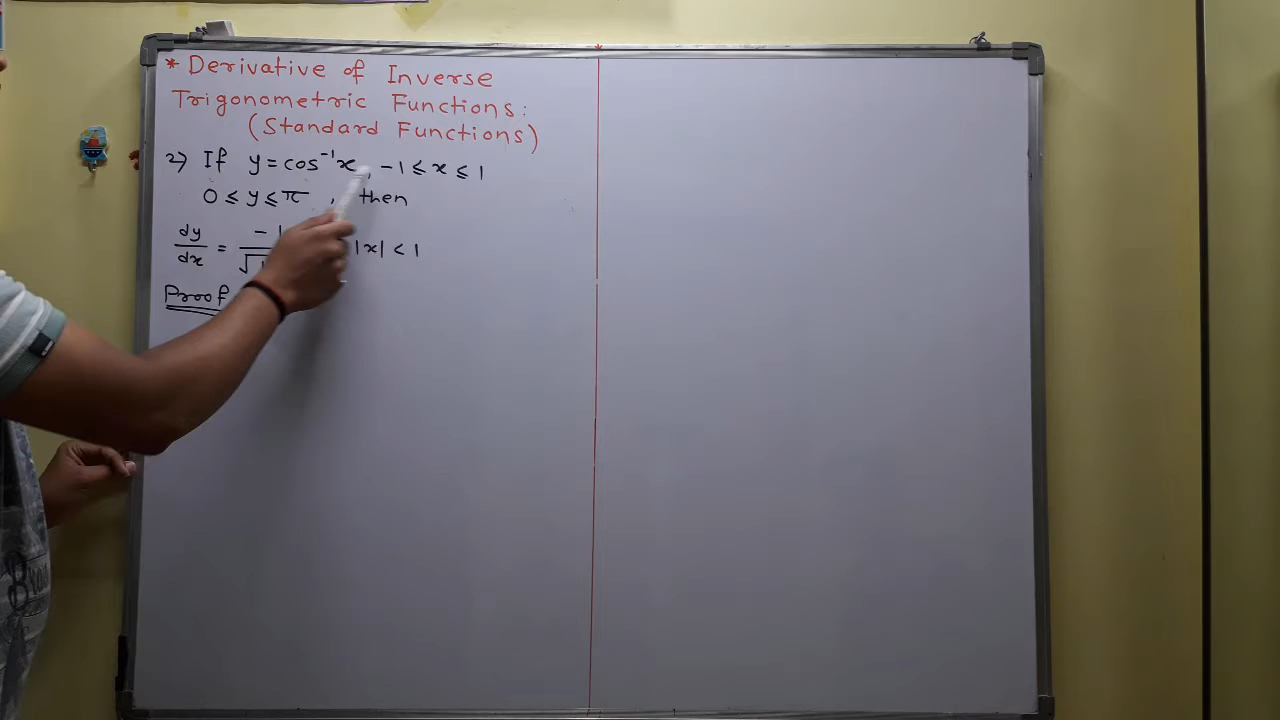 * Derivative of Inverse
Trigonometric Functions:
(Standard Functions)
2) If y = cos⁻¹x, -1 ≤ x ≤ 1
0 ≤ y ≤ π , then
dy/dx = -1/√1 |x| < 1
Proof